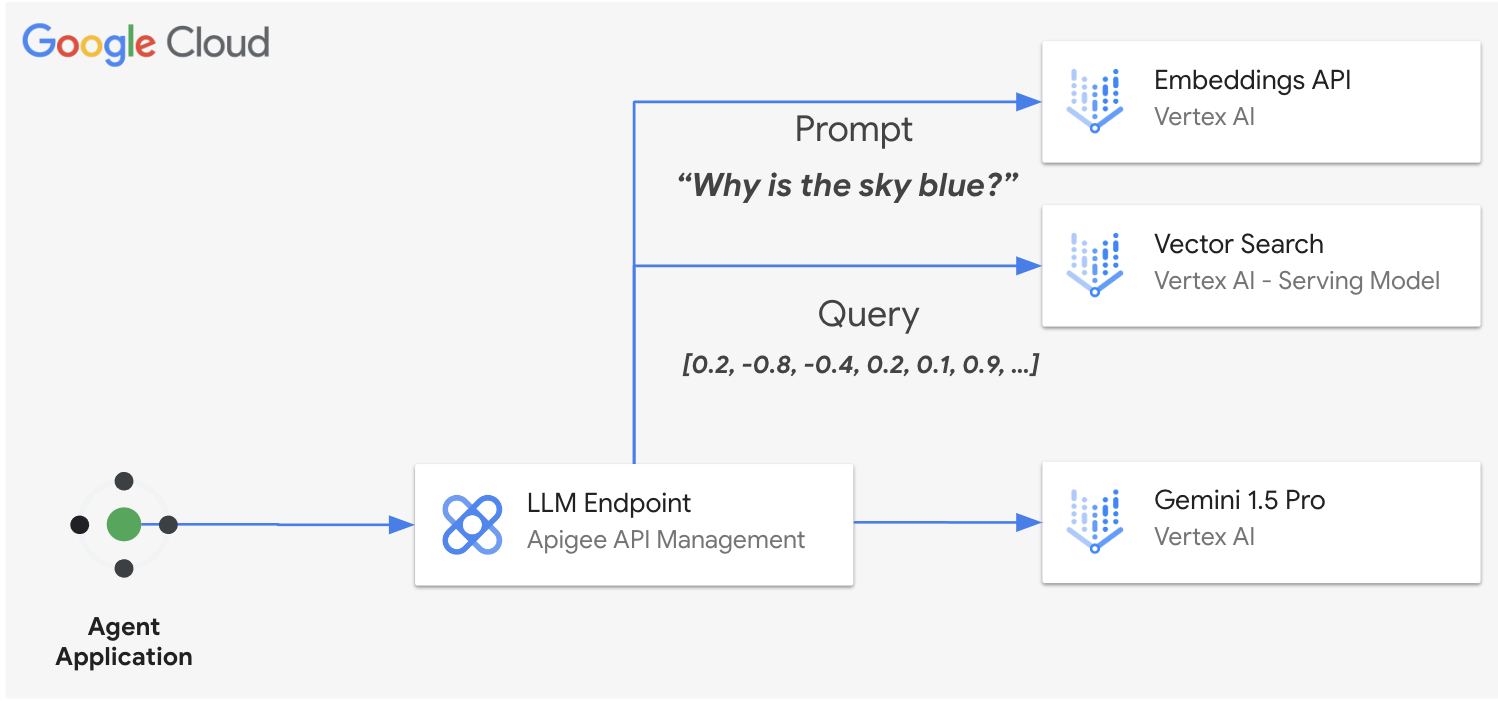 Google Cloud
Embeddings API
Vertex AI
Prompt
“Why is the sky blue?”
Vector Search
Vertex AI - Serving Model
Query
[0.2, -0.8, -0.4, 0.2, 0.1, 0.9, ...]
LLM Endpoint
Apigee API Management
Gemini 1.5 Pro
Vertex AI
Agent
Application